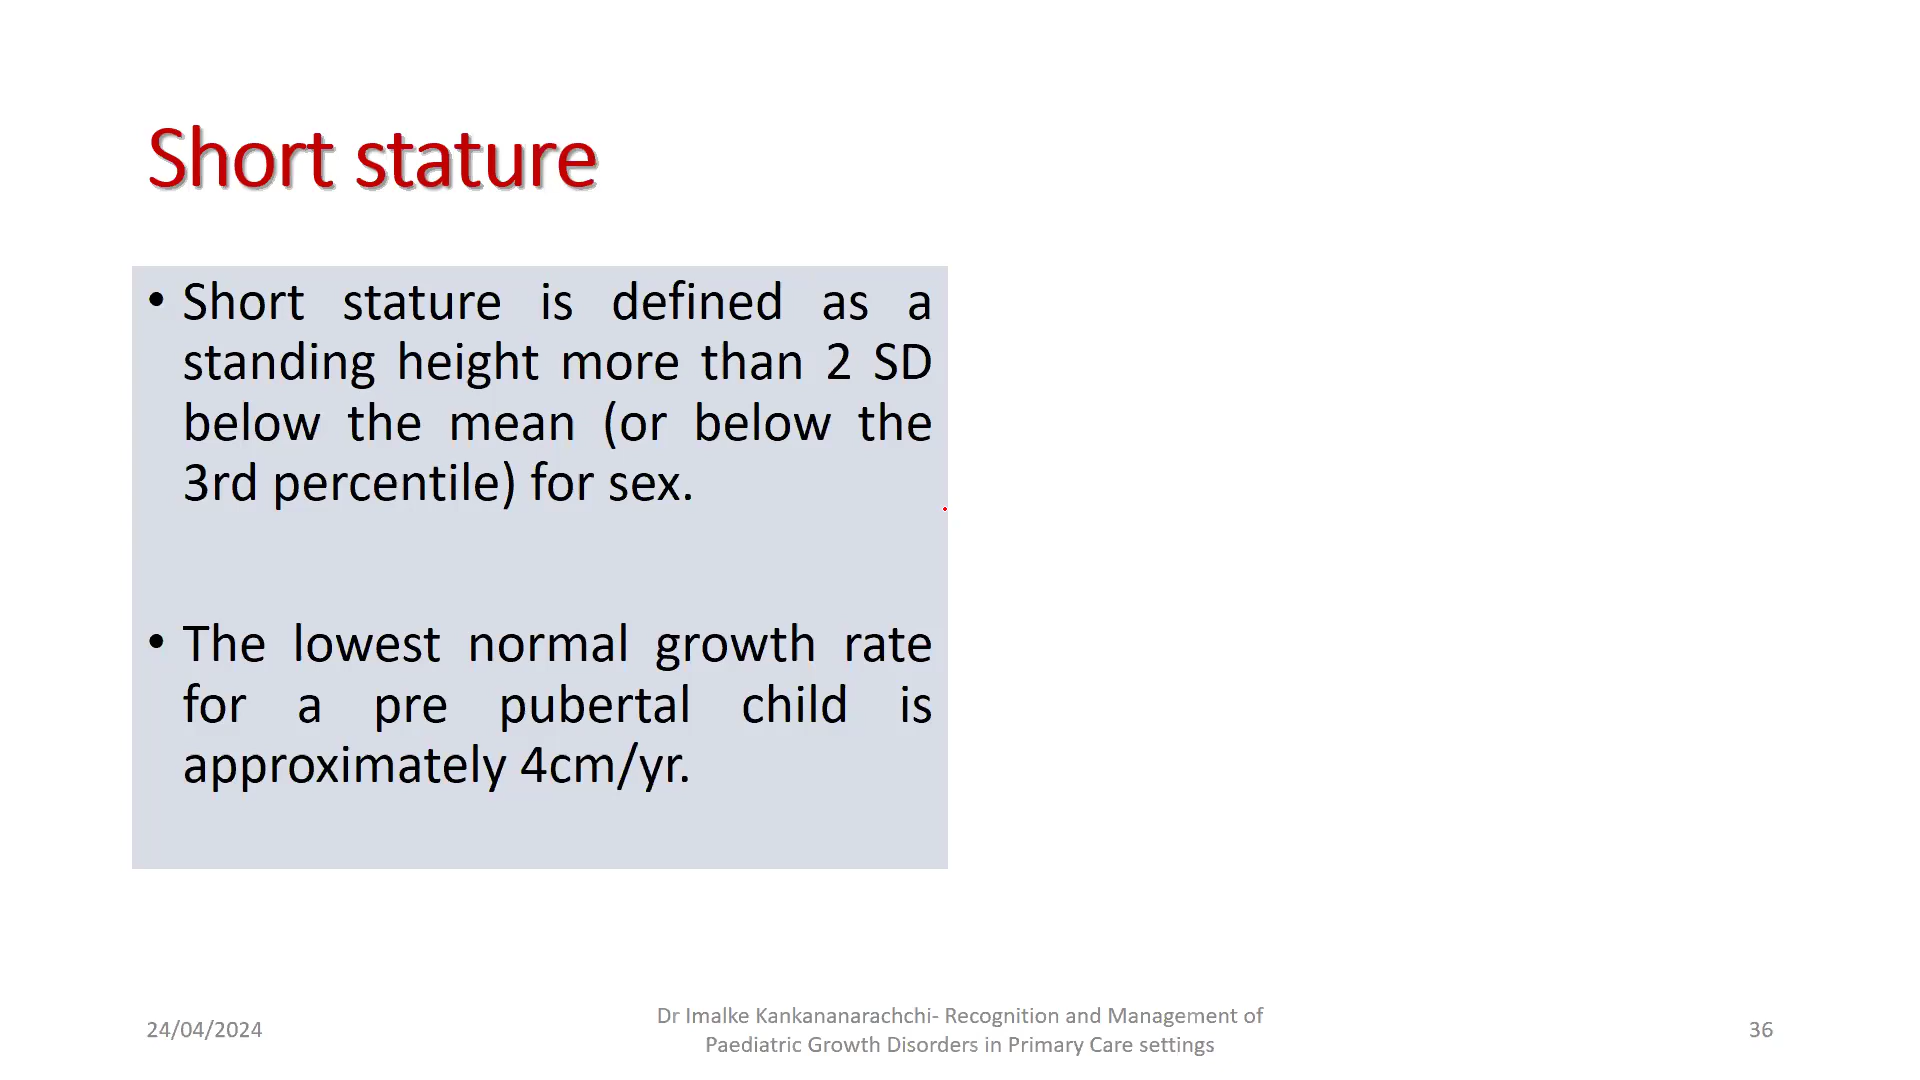 Short stature
• Short stature is defined as a
standing height more than 2 SD
below the mean (or below the
3rd percentile) for sex.
• The lowest normal growth rate
for a pre pubertal child is
approximately 4cm/yr.
24/04/2024
Dr Imalke Kankananarachchi- Recognition and Management of
Paediatric Growth Disorders in Primary Care settings
36